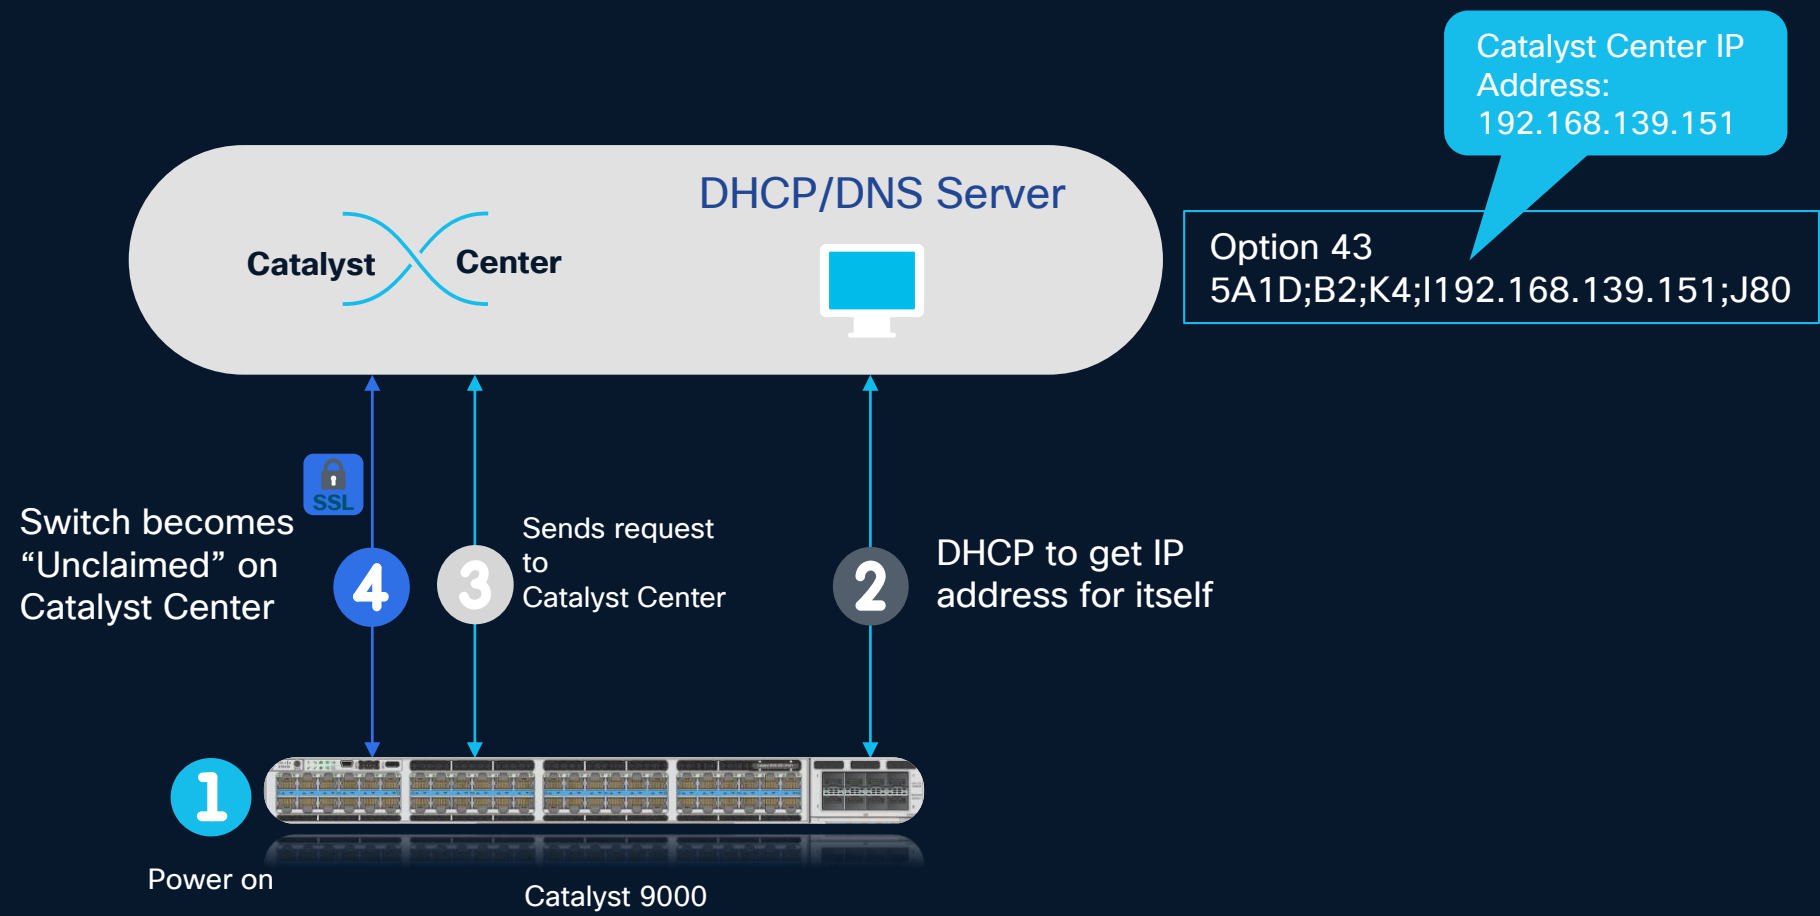 Catalyst Center IP
Address:
192.168.139.151
DHCP/DNS Server
Catalyst Center
Option 43
5A1D;B2;K4;I192.168.139.151;J80
SSL
Switch becomes
“Unclaimed” on
Catalyst Center
4
3
Sends request
to
Catalyst Center
2
DHCP to get IP
address for itself
1
Power on
Catalyst 9000